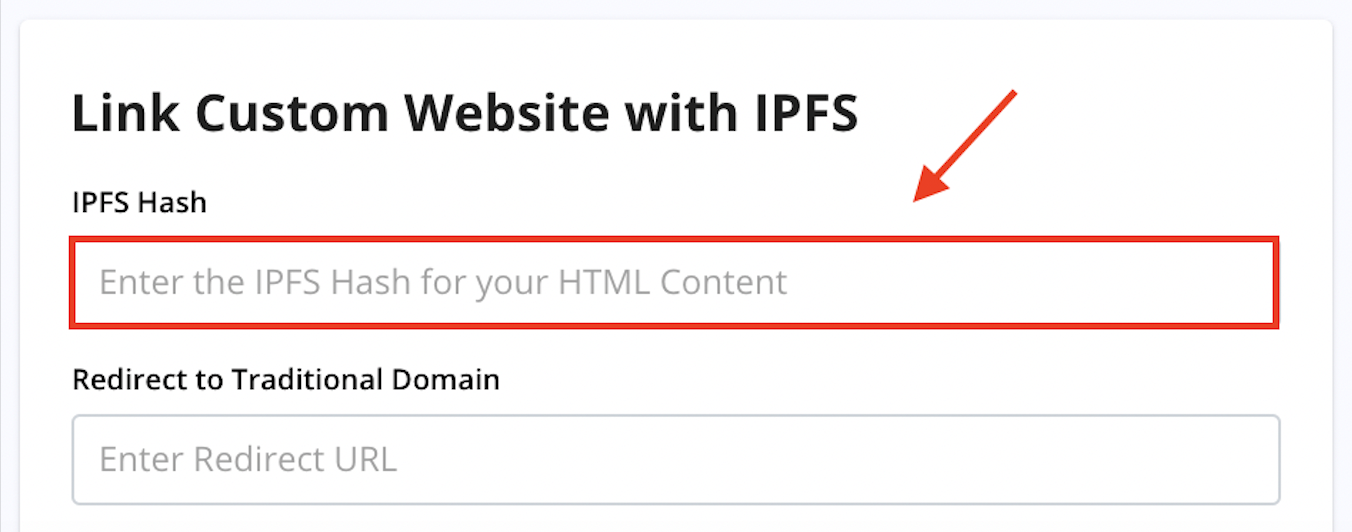 Link Custom Website with IPFS
IPFS Hash
Enter the IPFS Hash for your HTML Content
Redirect to Traditional Domain
Enter Redirect URL